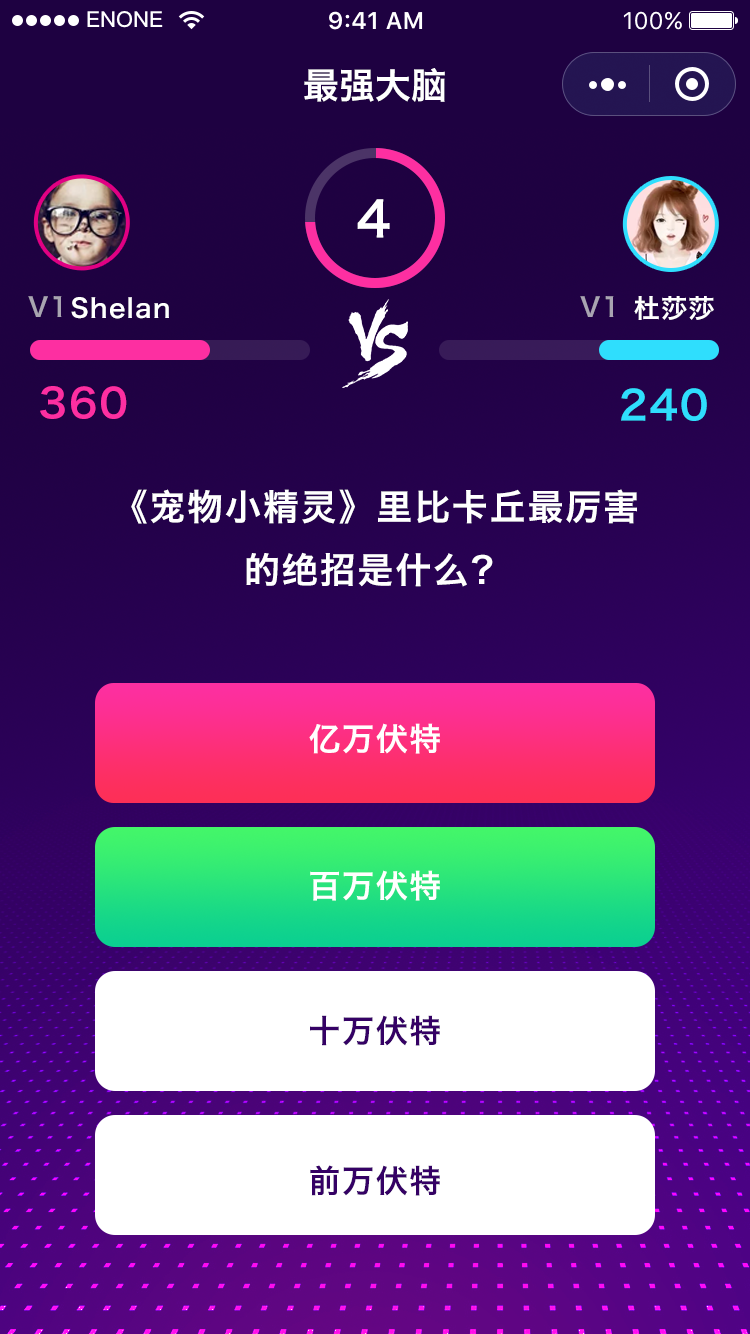 ENONE 9:41 AM 100%
最强大脑
4
V1 Shelan
VS
V1 杜莎莎
360
240
《宠物小精灵》里比卡丘最厉害
的绝招是什么？
亿万伏特
百万伏特
十万伏特
前万伏特